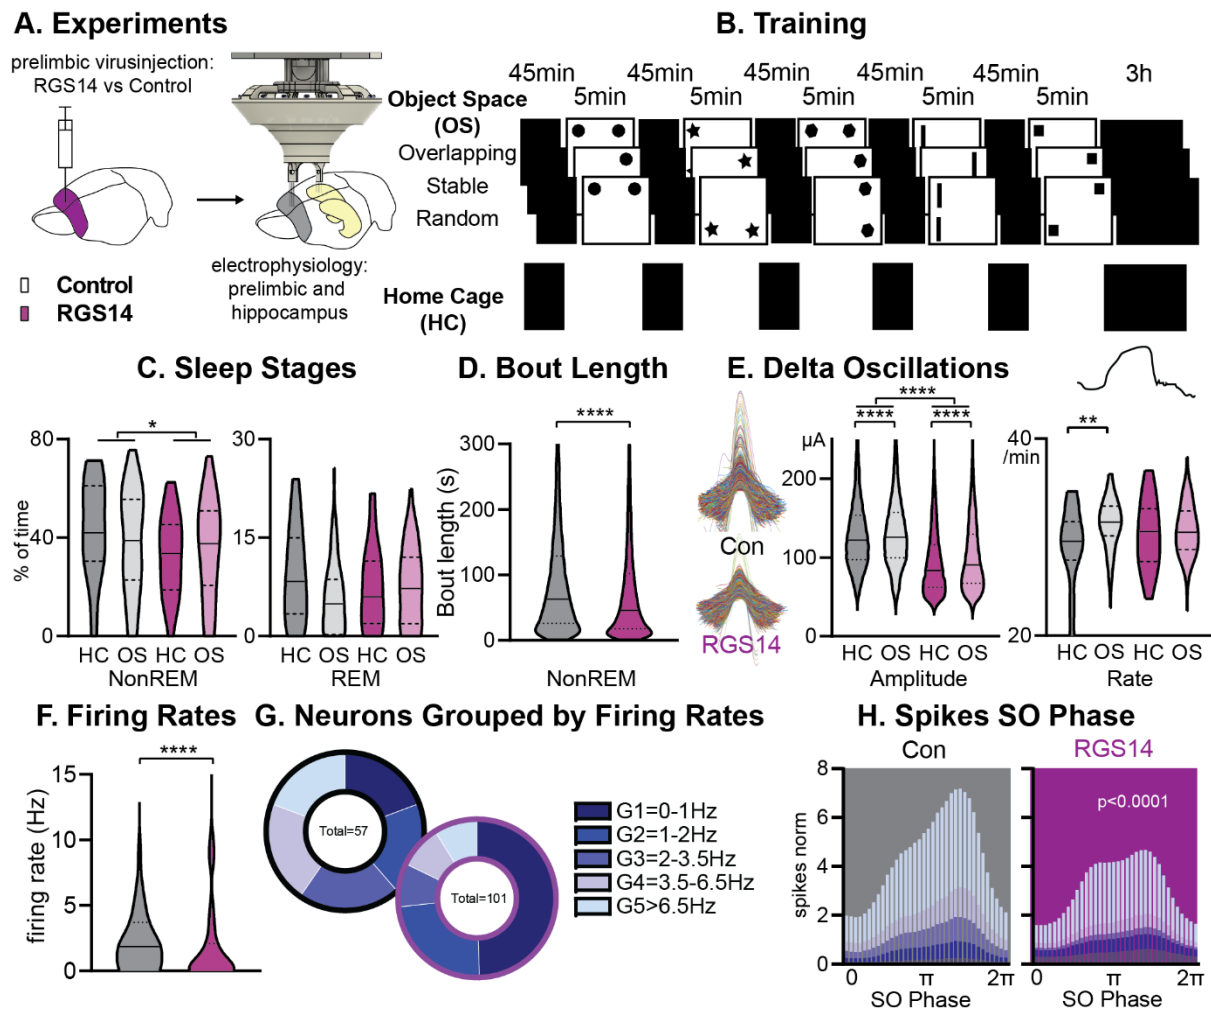 A. Experiments
prelimbic virusinjection:
RGS14 vs Control
electrophysiology:
prelimbic and
hippocampus
Control
RGS14
B. Training
45min 45min 45min 45min 45min 3h
5min 5min 5min 5min 5min
Object Space
(OS)
Overlapping
Stable
Random
Home Cage
(HC)
C. Sleep Stages
*
80
40
0
% of time
HC OS HC OS
NonREM
30
15
0
HC OS HC OS
REM
D. Bout Length
****
300
200
100
0
Bout length (s)
NonREM
E. Delta Oscillations
Con
RGS14
****
**** ****
µA
200
100
0
HC OS HC OS
Amplitude
**
40
/min
20
HC OS HC OS
Rate
F. Firing Rates
****
15
10
5
0
firing rate (Hz)
G. Neurons Grouped by Firing Rates
Total=57
Total=101
G1=0-1Hz
G2=1-2Hz
G3=2-3.5Hz
G4=3.5-6.5Hz
G5>6.5Hz
H. Spikes SO Phase
Con
RGS14
8
6
4
2
0
spikes norm
0 π 2π
SO Phase
p<0.0001
0 π 2π
SO Phase